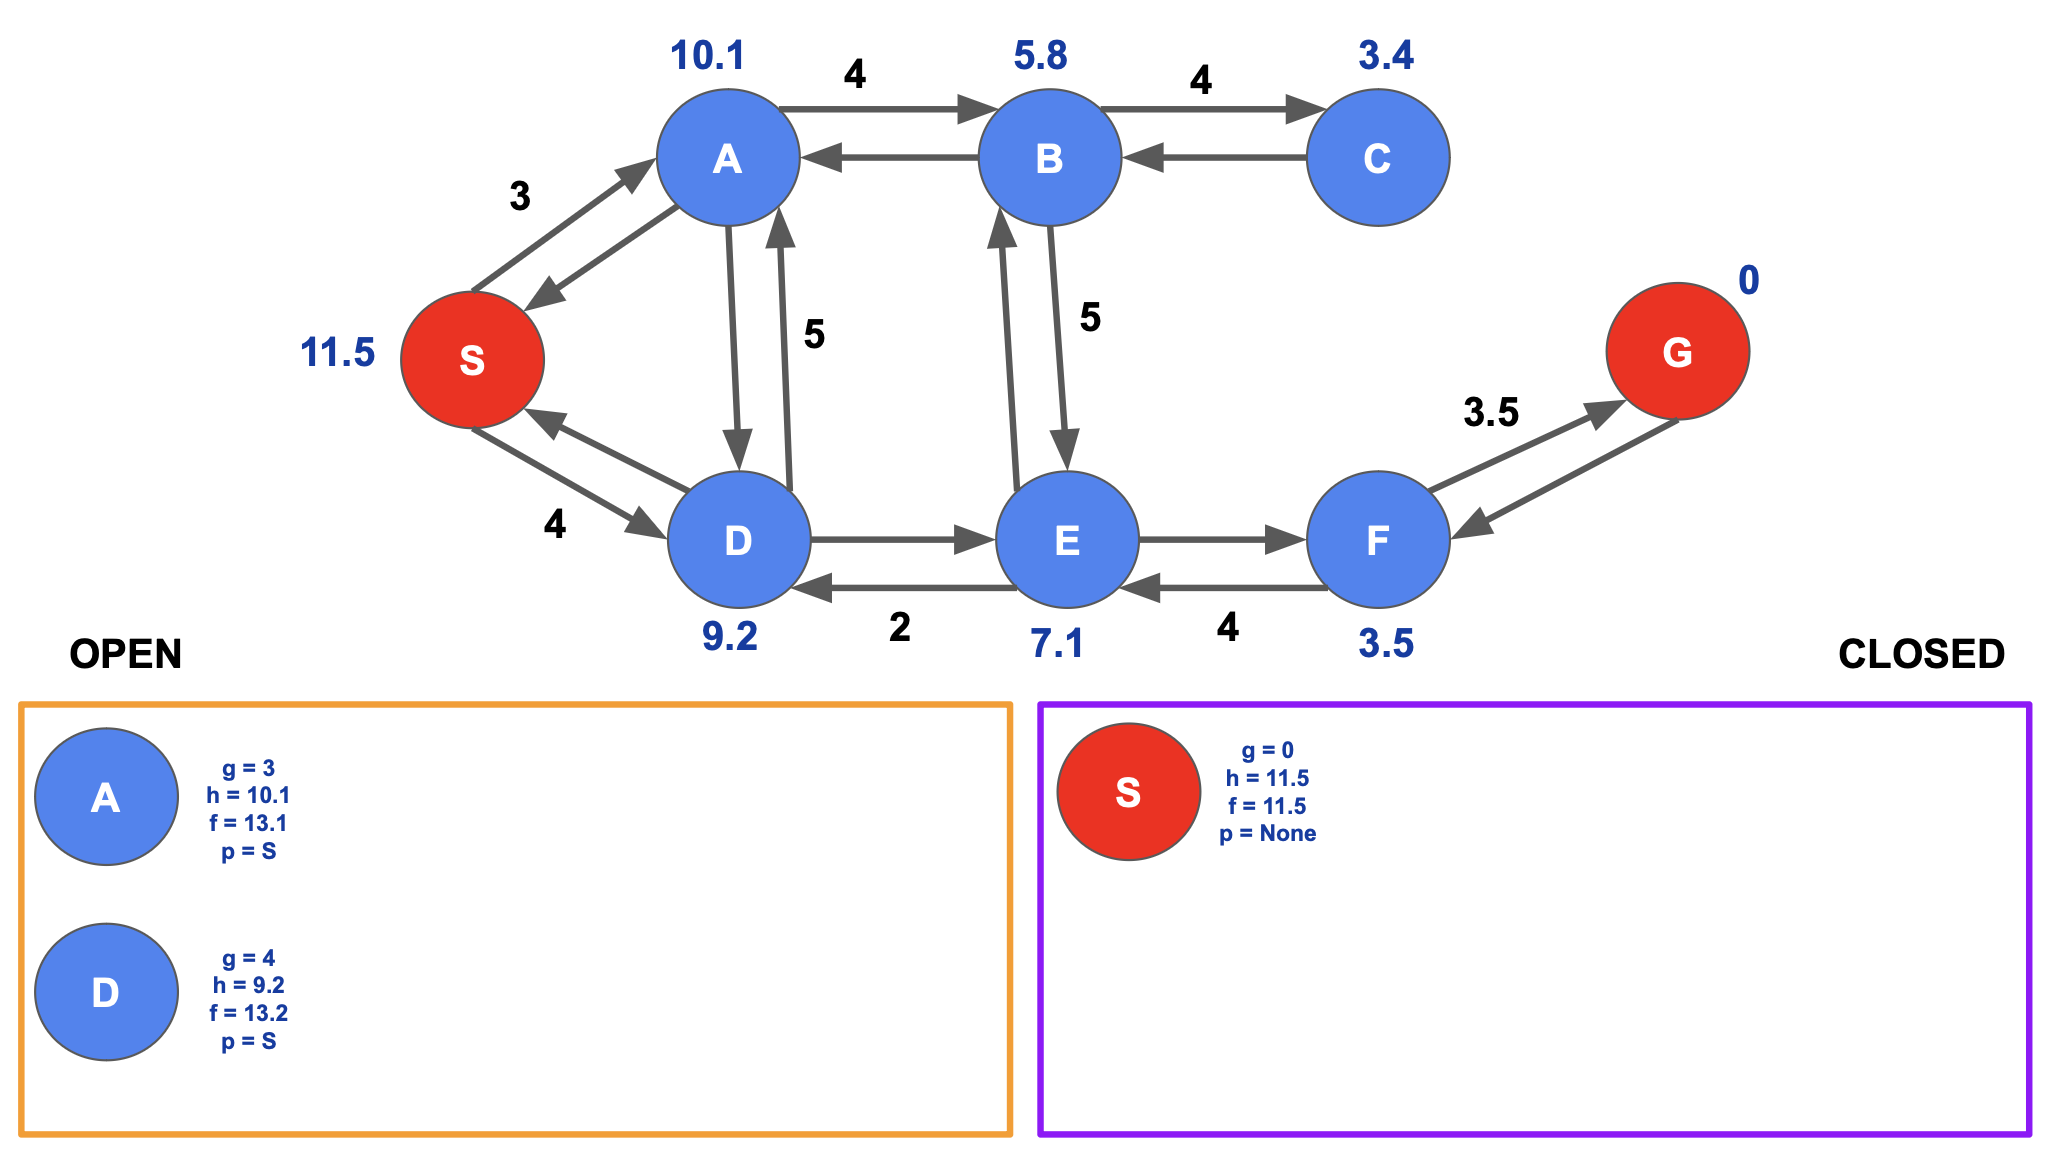 10.1
4
5.8
4
3.4
A
B
C
3
5
5
0
11.5
S
G
3.5
4
D
E
F
9.2
2
7.1
4
3.5
OPEN
CLOSED
A
g = 3
h = 10.1
f = 13.1
p = S
D
g = 4
h = 9.2
f = 13.2
p = S
S
g = 0
h = 11.5
f = 11.5
p = None